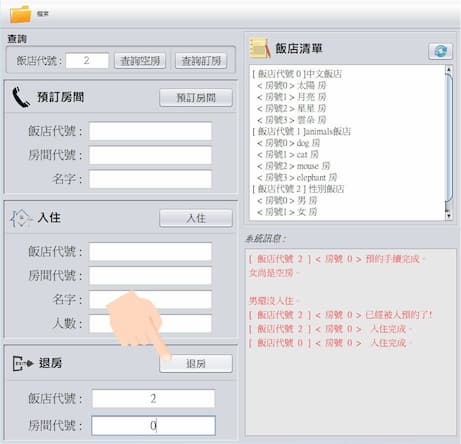 檔案
查詢
飯店代號： 2 查詢空房 查詢訂房
預訂房間 預訂房間
飯店代號：
房間代號：
名字：
入住 入住
飯店代號：
房間代號：
名字：
人數：
EXIT 退房 退房
飯店代號： 2
房間代號： 0
飯店清單
[ 飯店代號 0 ]中文飯店
< 房號0 > 太陽 房
< 房號1 > 月亮 房
< 房號2 > 星星 房
< 房號3 > 雲朵 房
[ 飯店代號 1 ]animals飯店
< 房號0 > dog 房
< 房號1 > cat 房
< 房號2 > mouse 房
< 房號3 > elephant 房
[ 飯店代號 2 ] 性別飯店
< 房號0 > 男 房
< 房號1 > 女 房
系統訊息：
[ 飯店代號 2 ] < 房號 0 > 預約手續完成。
女尚是空房。
男還沒入住。
[ 飯店代號 2 ] < 房號 0 > 已經被人預約了!
[ 飯店代號 2 ] < 房號 0 > 入住完成。
[ 飯店代號 0 ] < 房號 0 > 入住完成。